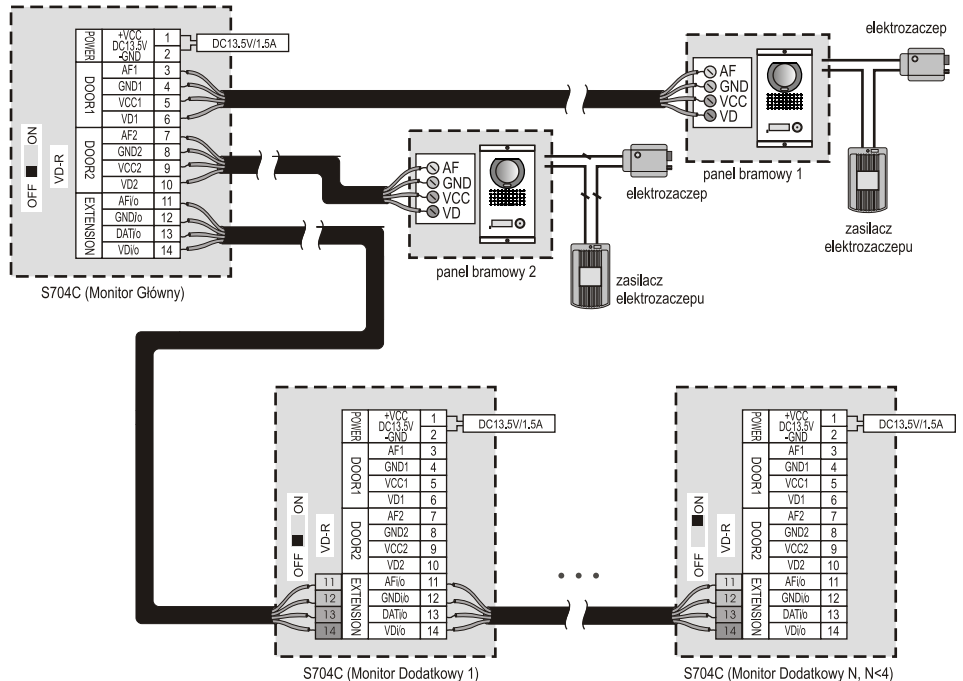 elektrozaczep
POWER
+VCC 1
DC13.5V
-GND 2
DC13.5V/1.5A
DOOR1
AF1 3
GND1 4
VCC1 5
VD1 6
DOOR2
AF2 7
GND2 8
VCC2 9
VD2 10
EXTENSION
AFi/o 11
GNDi/o 12
DATi/o 13
VDi/o 14
OFF ON
VD-R
S704C (Monitor Główny)
AF
GND
VCC
VD
panel bramowy 1
zasilacz
elektrozaczepu
AF
GND
VCC
VD
elektrozaczep
panel bramowy 2
zasilacz
elektrozaczepu
POWER
+VCC 1
DC13.5V
-GND 2
DC13.5V/1.5A
DOOR1
AF1 3
GND1 4
VCC1 5
VD1 6
DOOR2
AF2 7
GND2 8
VCC2 9
VD2 10
EXTENSION
11 AFi/o 11
12 GNDi/o 12
13 DATi/o 13
14 VDi/o 14
OFF ON
VD-R
S704C (Monitor Dodatkowy 1)
POWER
+VCC 1
DC13.5V
-GND 2
DC13.5V/1.5A
DOOR1
AF1 3
GND1 4
VCC1 5
VD1 6
DOOR2
AF2 7
GND2 8
VCC2 9
VD2 10
EXTENSION
11 AFi/o 11
12 GNDi/o 12
13 DATi/o 13
14 VDi/o 14
OFF ON
VD-R
• • •
S704C (Monitor Dodatkowy N, N<4)